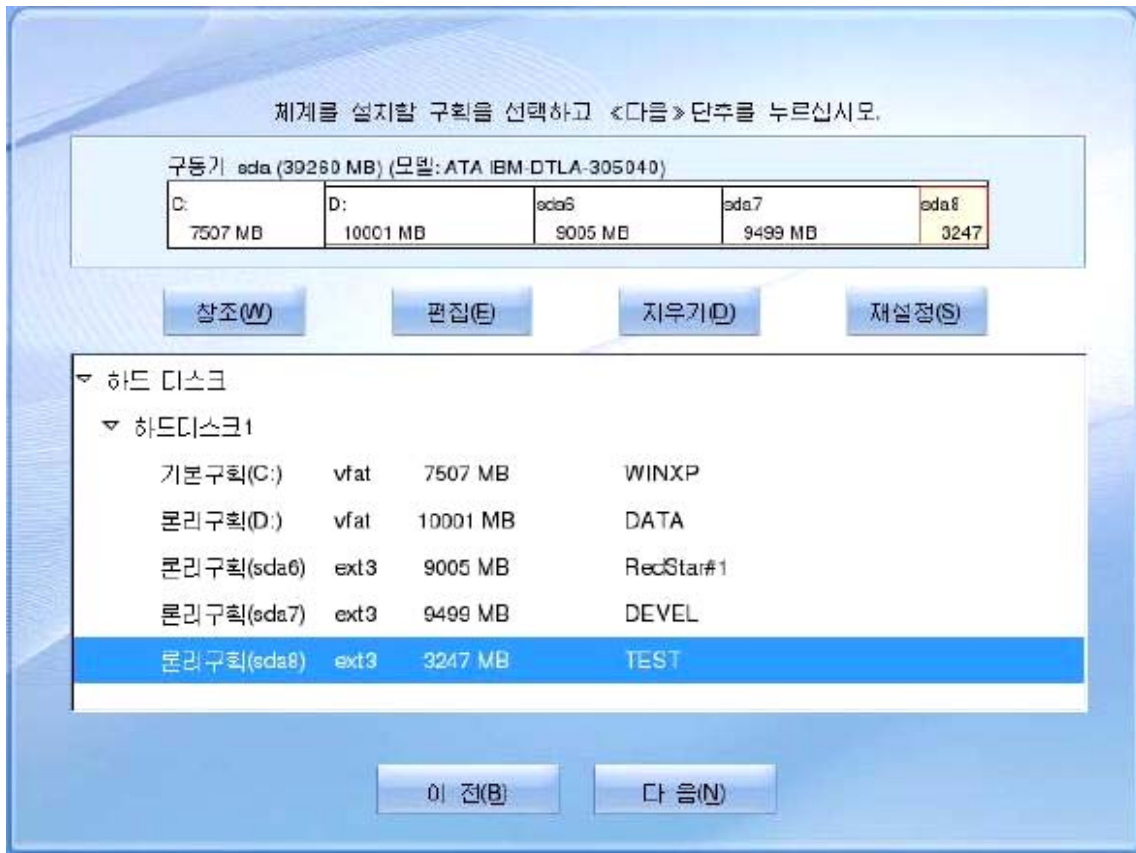 체계를 설치할 구획을 선택하고 《다음》단추를 누르십시오.
구동기 sda (39260 MB) (모델: ATA IBM-DTLA-305040)
C: D: sda6 sda7 sda8
7507 MB 10001 MB 9005 MB 9499 MB 3247
창조(W) 편집(E) 지우기(D) 재설정(S)
하드 디스크
하드디스크1
기본구획(C:) vfat 7507 MB WINXP
론리구획(D:) vfat 10001 MB DATA
론리구획(sda6) ext3 9005 MB RedStar#1
론리구획(sda7) ext3 9499 MB DEVEL
론리구획(sda8) ext3 3247 MB TEST
이 전(B) 다 음(N)